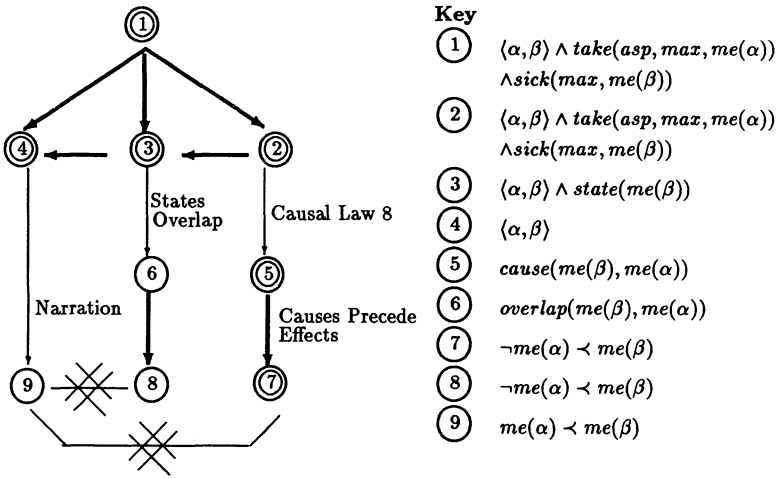 1
4
3
2
States
Overlap
Causal Law 8
6
5
Narration
Causes Precede
Effects
9
8
7
Key
1 ⟨α, β⟩ ∧ take(asp, max, me(α))
∧sick(max, me(β))
2 ⟨α, β⟩ ∧ take(asp, max, me(α))
∧sick(max, me(β))
3 ⟨α, β⟩ ∧ state(me(β))
4 ⟨α, β⟩
5 cause(me(β), me(α))
6 overlap(me(β), me(α))
7 ¬me(α) ≺ me(β)
8 ¬me(α) ≺ me(β)
9 me(α) ≺ me(β)